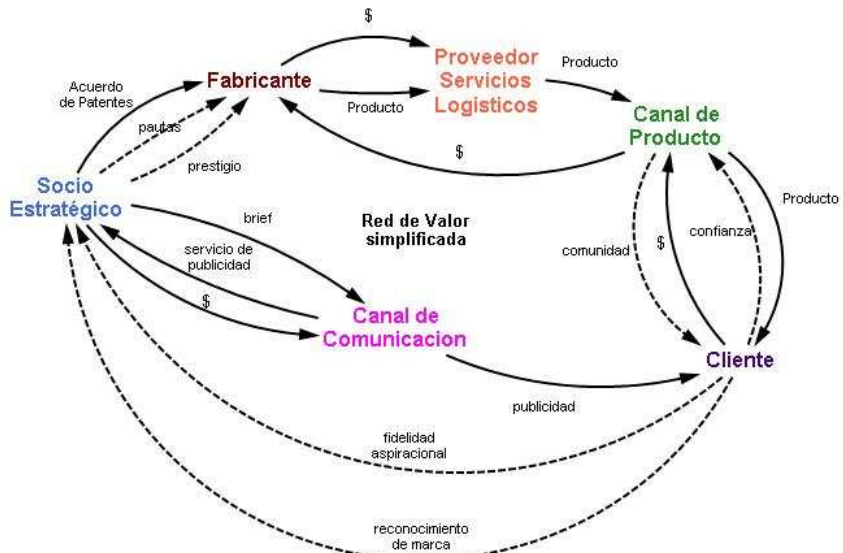 $
Proveedor
Servicios
Logísticos
Producto
Fabricante
Acuerdo
de Patentes
Producto
Canal de
Producto
pautas
$
prestigio
Socio
Estratégico
Producto
brief
Red de Valor
simplificada
confianza
servicio de
publicidad
comunidad
$
$
Canal de
Comunicacion
Cliente
publicidad
fidelidad
aspiracional
reconocimiento
de marca